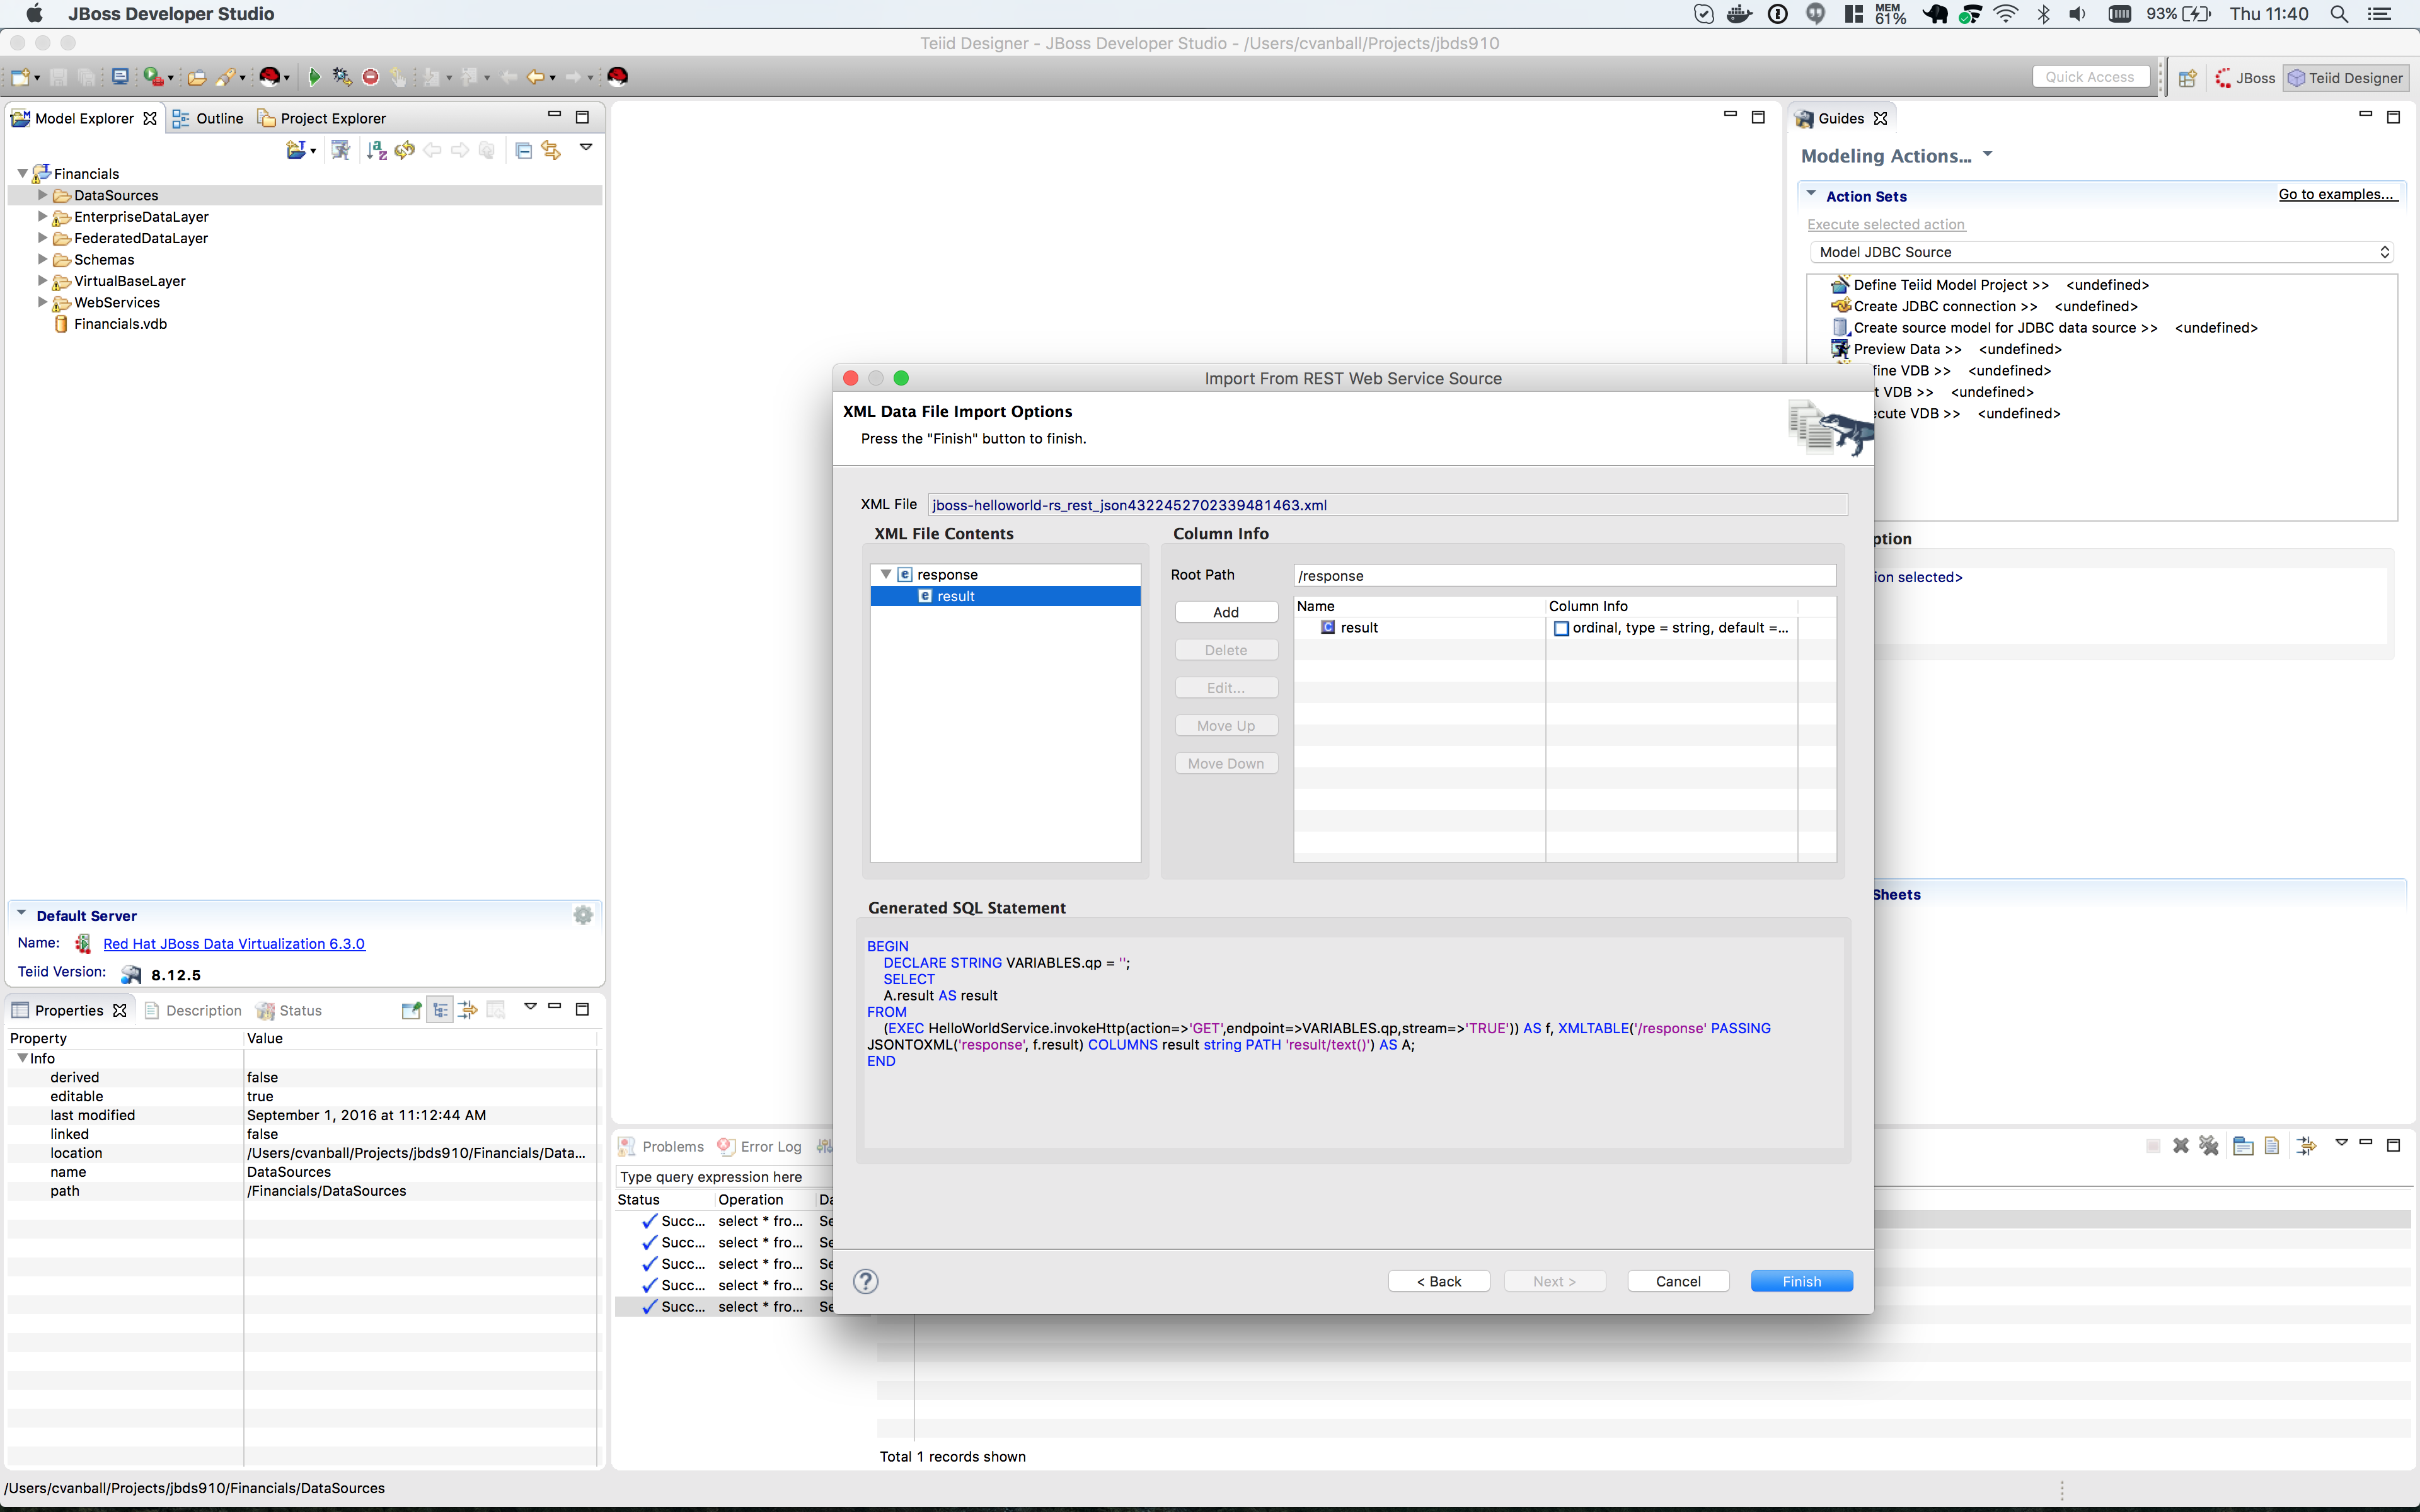 JBoss Developer Studio
MEM 61%
93%
Thu 11:40
Teiid Designer - JBoss Developer Studio - /Users/cvanball/Projects/jbds910
Quick Access
JBoss
Teiid Designer
Model Explorer
Outline
Project Explorer
Financials
DataSources
EnterpriseDataLayer
FederatedDataLayer
Schemas
VirtualBaseLayer
WebServices
Financials.vdb
Default Server
Name: Red Hat JBoss Data Virtualization 6.3.0
Teiid Version: 8.12.5
Properties
Description
Status
Property Value
Info
derived false
editable true
last modified September 1, 2016 at 11:12:44 AM
linked false
location /Users/cvanball/Projects/jbds910/Financials/Data...
name DataSources
path /Financials/DataSources
/Users/cvanball/Projects/jbds910/Financials/DataSources
Guides
Modeling Actions...
Action Sets
Go to examples...
Execute selected action
Model JDBC Source
Define Teiid Model Project >> <undefined>
Create JDBC connection >> <undefined>
Create source model for JDBC data source >> <undefined>
Preview Data >> <undefined>
fine VDB >> <undefined>
t VDB >> <undefined>
cute VDB >> <undefined>
ption
ion selected>
Sheets
Import From REST Web Service Source
XML Data File Import Options
Press the "Finish" button to finish.
XML File jboss-helloworld-rs_rest_json4322452702339481463.xml
XML File Contents
response
result
Column Info
Root Path /response
Add
Delete
Edit...
Move Up
Move Down
Name Column Info
result ordinal, type = string, default =...
Generated SQL Statement
BEGIN
DECLARE STRING VARIABLES.qp = '';
SELECT
A.result AS result
FROM
(EXEC HelloWorldService.invokeHttp(action=>'GET',endpoint=>VARIABLES.qp,stream=>'TRUE')) AS f, XMLTABLE('/response' PASSING
JSONTOXML('response', f.result) COLUMNS result string PATH 'result/text()') AS A;
END
< Back
Next >
Cancel
Finish
Problems
Error Log
Type query expression here
Status Operation Da
Succ... select * fro... Se
Succ... select * fro... Se
Succ... select * fro... Se
Succ... select * fro... Se
Succ... select * fro... Se
Total 1 records shown